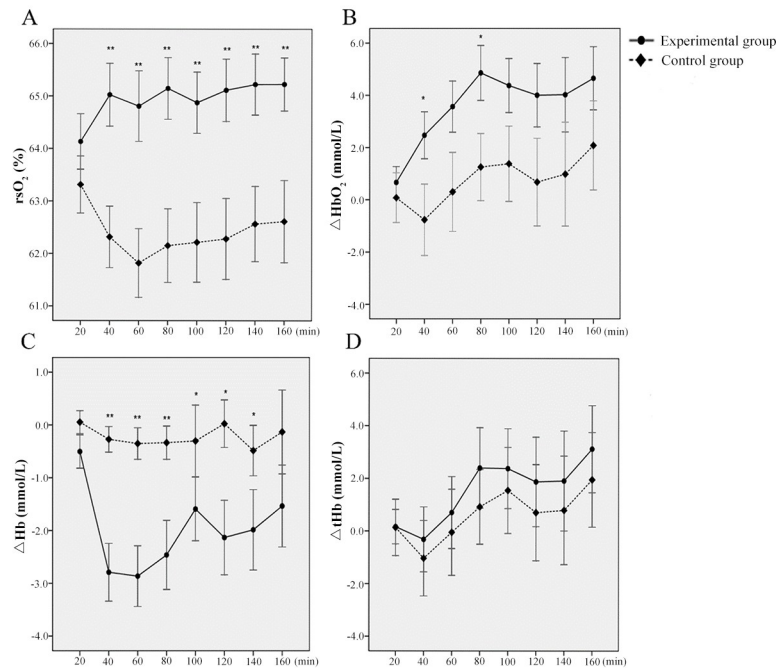 A
rsO2 (%)
66.0
65.0
64.0
63.0
62.0
61.0
** ** ** ** ** ** **
20 40 60 80 100 120 140 160 (min)
B
△HbO2 (mmol/L)
6.0
4.0
2.0
0.0
-2.0
-4.0
* *
20 40 60 80 100 120 140 160 (min)
Experimental group
Control group
C
△Hb (mmol/L)
1.0
0.0
-1.0
-2.0
-3.0
-4.0
** ** ** * * *
20 40 60 80 100 120 140 160 (min)
D
△tHb (mmol/L)
6.0
4.0
2.0
0.0
-2.0
-4.0
20 40 60 80 100 120 140 160 (min)